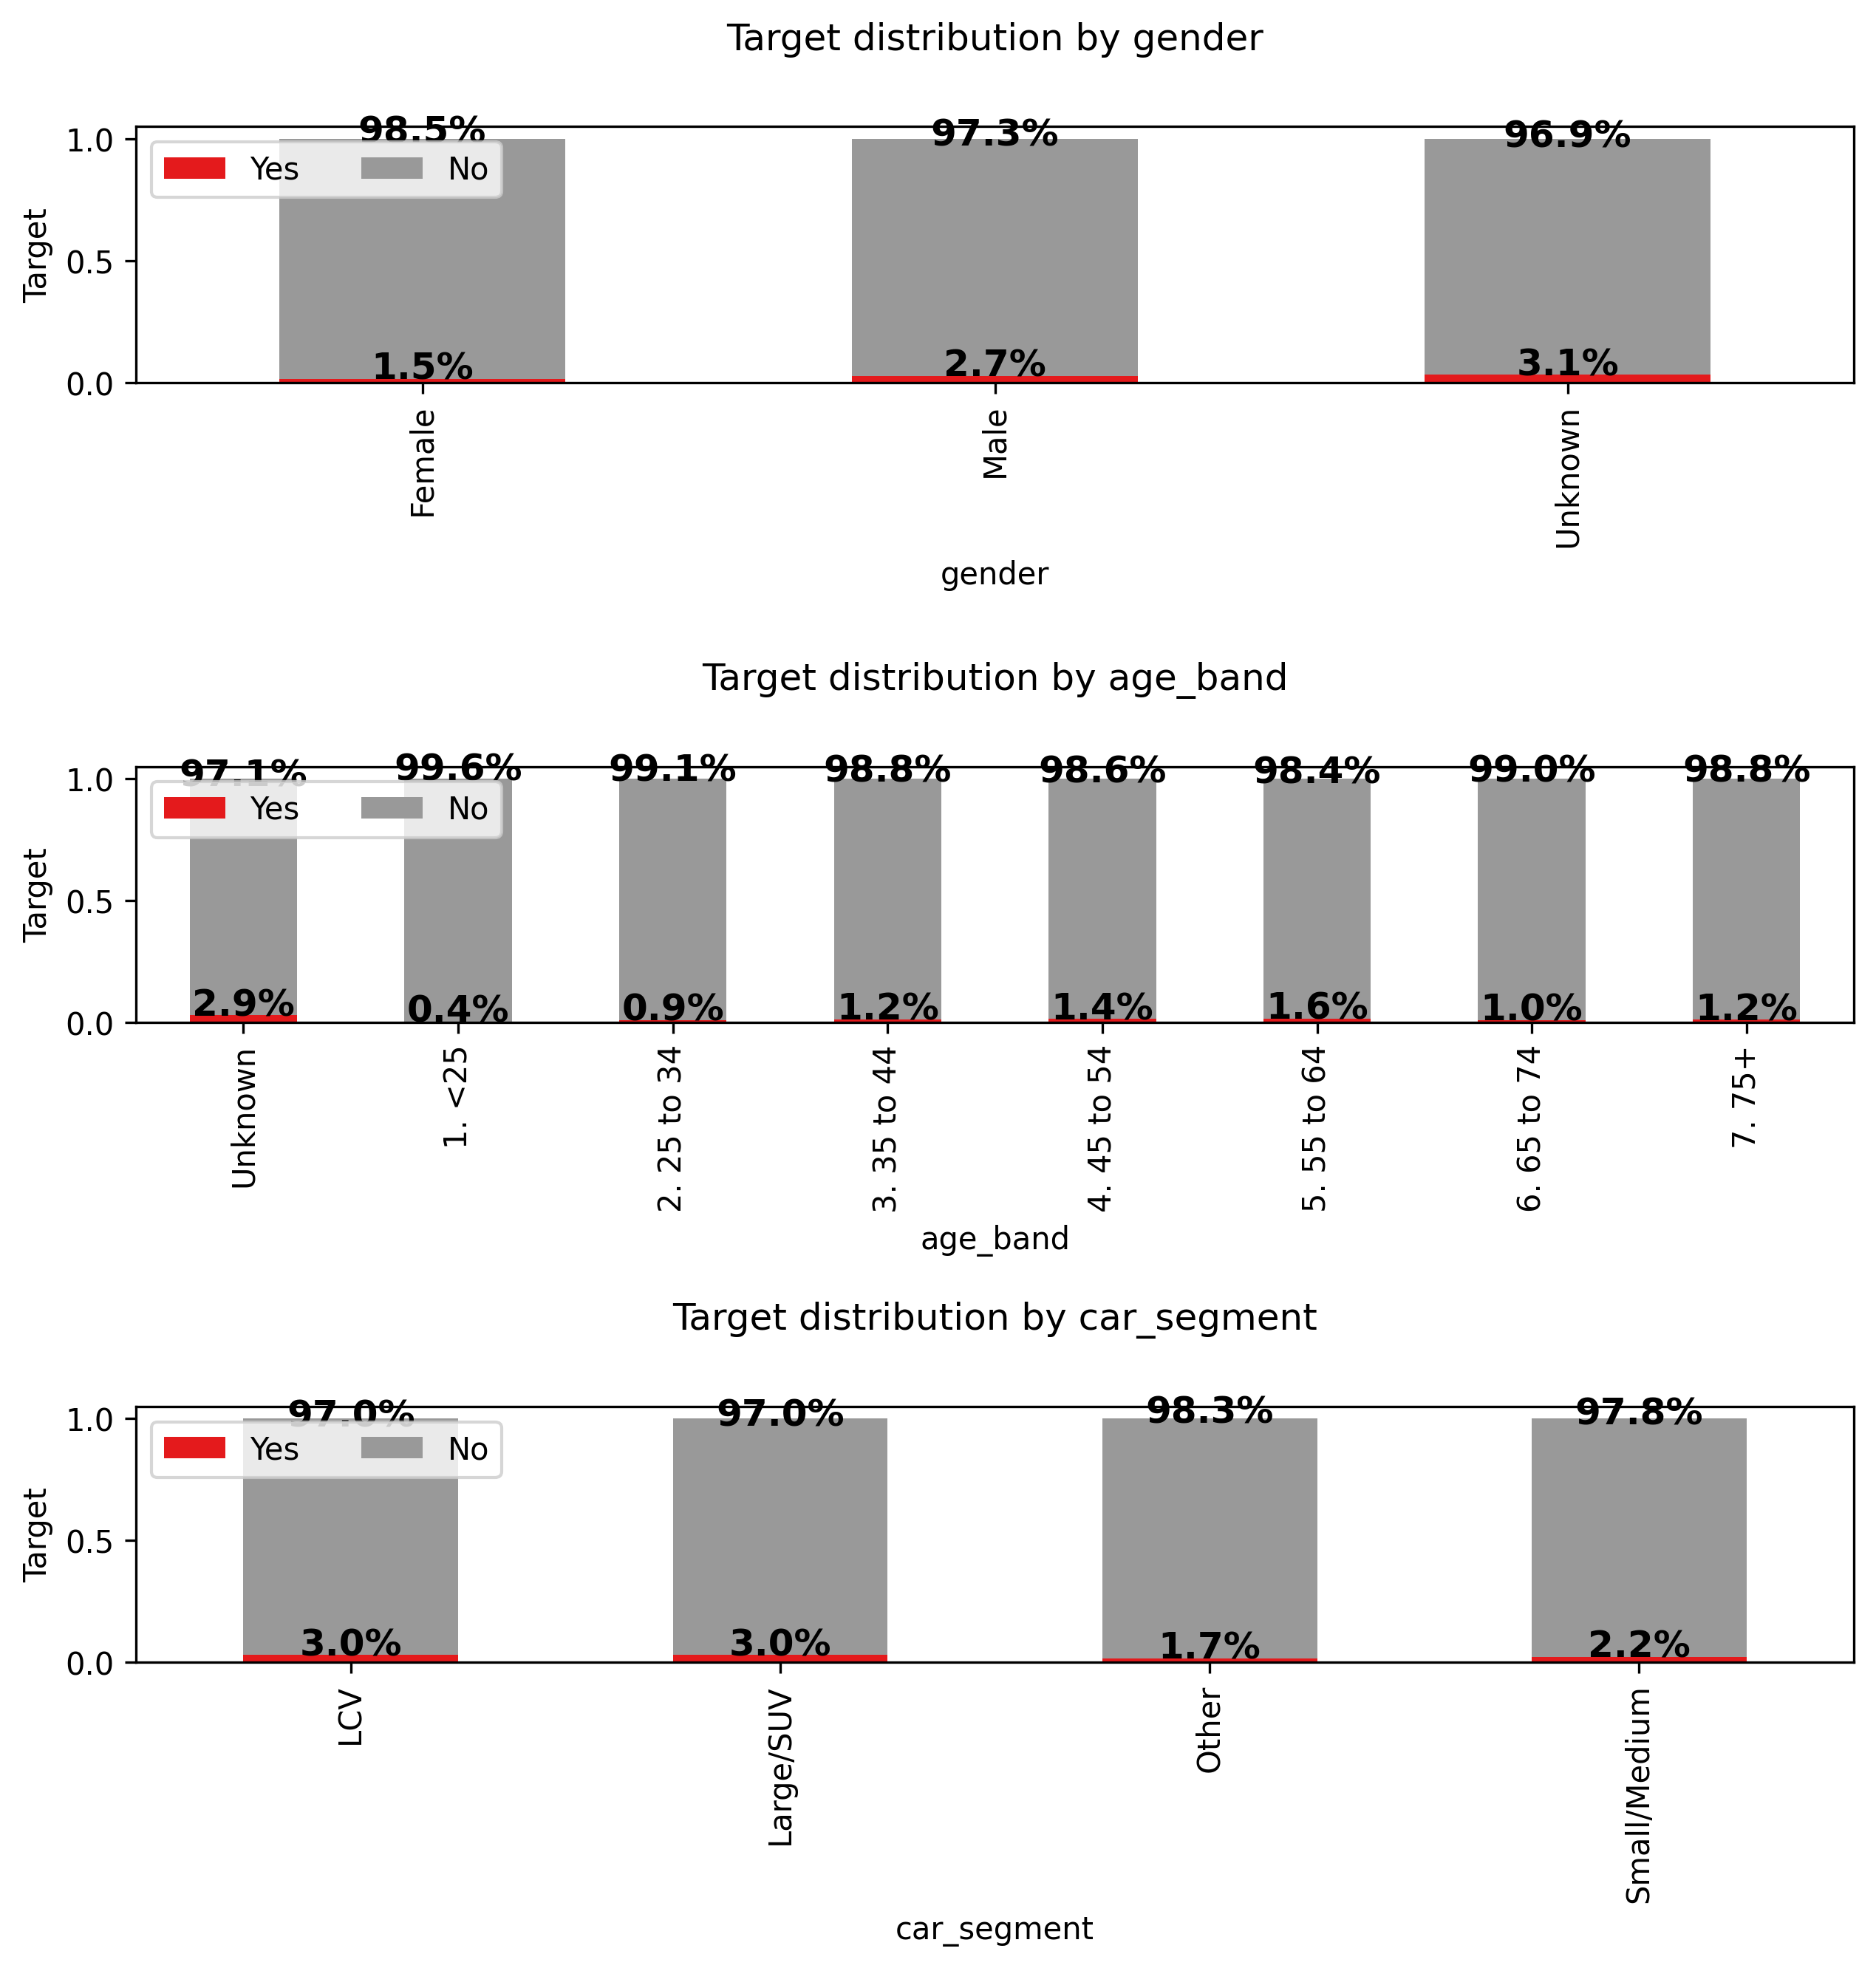 Target distribution by gender
98.5% 97.3% 96.9%
1.0
Yes No
0.5
Target
1.5% 2.7% 3.1%
0.0
Female Male Unknown
gender
Target distribution by age_band
97.1% 99.6% 99.1% 98.8% 98.6% 98.4% 99.0% 98.8%
1.0
Yes No
0.5
Target
2.9% 0.4% 0.9% 1.2% 1.4% 1.6% 1.0% 1.2%
0.0
Unknown 1. <25 2. 25 to 34 3. 35 to 44 4. 45 to 54 5. 55 to 64 6. 65 to 74 7. 75+
age_band
Target distribution by car_segment
97.0% 97.0% 98.3% 97.8%
1.0
Yes No
0.5
Target
3.0% 3.0% 1.7% 2.2%
0.0
LCV Large/SUV Other Small/Medium
car_segment